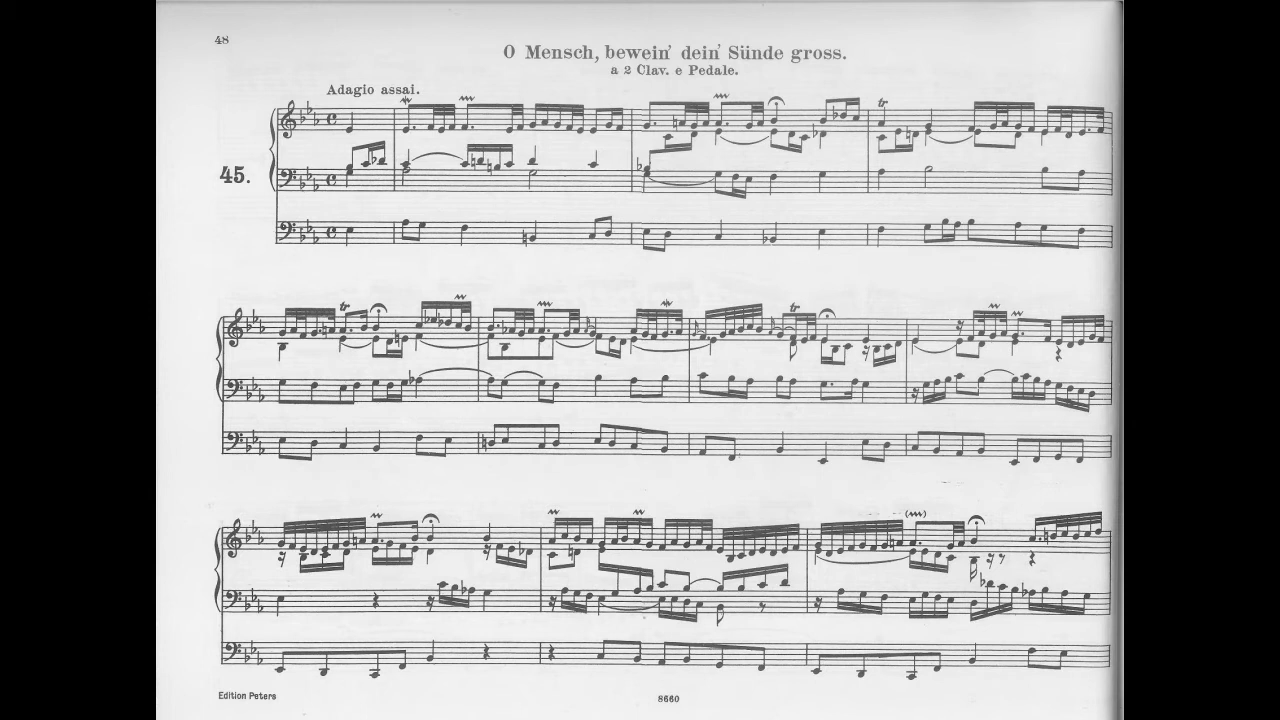 48
O Mensch, bewein' dein' Sünde gross.
a 2 Clav. e Pedale.
Adagio assai.
45.
Edition Peters
8660